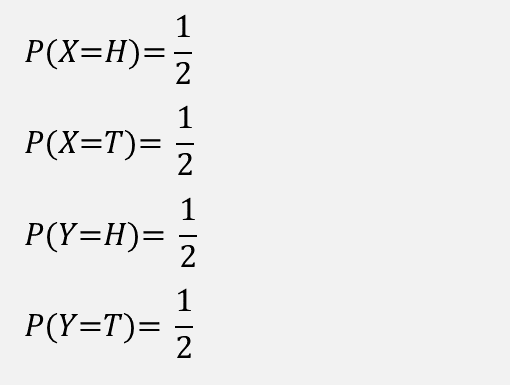 P(X=H)= 1/2
P(X=T)= 1/2
P(Y=H)= 1/2
P(Y=T)= 1/2